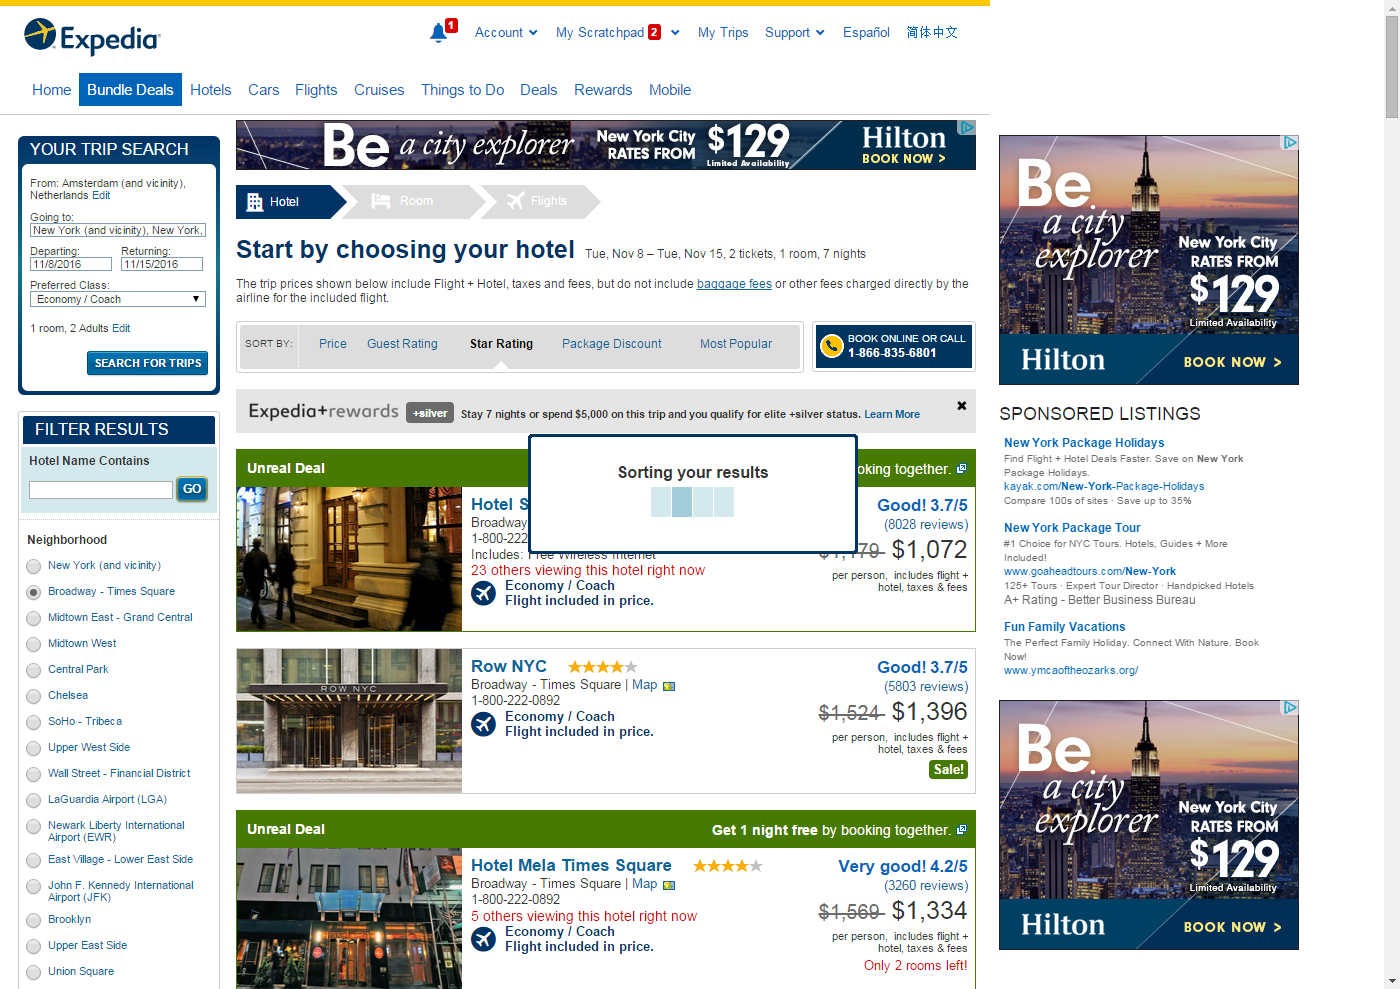 Expedia
1
Account
My Scratchpad 2
My Trips
Support
Español
简体中文
Home
Bundle Deals
Hotels
Cars
Flights
Cruises
Things to Do
Deals
Rewards
Mobile
YOUR TRIP SEARCH
From: Amsterdam (and vicinity),
Netherlands Edit
Going to:
New York (and vicinity), New York,
Departing:
Returning:
11/8/2016
11/15/2016
Preferred Class:
Economy / Coach
1 room, 2 Adults Edit
SEARCH FOR TRIPS
FILTER RESULTS
Hotel Name Contains
GO
Neighborhood
New York (and vicinity)
Broadway - Times Square
Midtown East - Grand Central
Midtown West
Central Park
Chelsea
SoHo - Tribeca
Upper West Side
Wall Street - Financial District
LaGuardia Airport (LGA)
Newark Liberty International
Airport (EWR)
East Village - Lower East Side
John F. Kennedy International
Airport (JFK)
Brooklyn
Upper East Side
Union Square
Be a city explorer
New York City
RATES FROM
$129
Limited Availability
Hilton
BOOK NOW >
Hotel
Room
Flights
Start by choosing your hotel
Tue, Nov 8 – Tue, Nov 15, 2 tickets, 1 room, 7 nights
The trip prices shown below include Flight + Hotel, taxes and fees, but do not include baggage fees or other fees charged directly by the
airline for the included flight.
SORT BY:
Price
Guest Rating
Star Rating
Package Discount
Most Popular
BOOK ONLINE OR CALL
1-866-835-6801
Expedia+rewards
+silver
Stay 7 nights or spend $5,000 on this trip and you qualify for elite +silver status. Learn More
Sorting your results
Unreal Deal
oking together.
Hotel S
Broadway
1-800-222
Includes: Free Wireless Internet
23 others viewing this hotel right now
Economy / Coach
Flight included in price.
Good! 3.7/5
(8028 reviews)
$1,179 $1,072
per person, includes flight +
hotel, taxes & fees
ROW NYC
Row NYC
Broadway - Times Square | Map
1-800-222-0892
Economy / Coach
Flight included in price.
Good! 3.7/5
(5803 reviews)
$1,524 $1,396
per person, includes flight +
hotel, taxes & fees
Sale!
Unreal Deal
Get 1 night free by booking together.
Hotel Mela Times Square
Broadway - Times Square | Map
1-800-222-0892
5 others viewing this hotel right now
Economy / Coach
Flight included in price.
Very good! 4.2/5
(3260 reviews)
$1,569 $1,334
per person, includes flight +
hotel, taxes & fees
Only 2 rooms left!
Be
a city
explorer
New York City
RATES FROM
$129
Limited Availability
Hilton
BOOK NOW >
SPONSORED LISTINGS
New York Package Holidays
Find Flight + Hotel Deals Faster. Save on New York
Package Holidays.
kayak.com/New-York-Package-Holidays
Compare 100s of sites · Save up to 35%
New York Package Tour
#1 Choice for NYC Tours. Hotels, Guides + More
Included!
www.goaheadtours.com/New-York
125+ Tours · Expert Tour Director · Handpicked Hotels
A+ Rating - Better Business Bureau
Fun Family Vacations
The Perfect Family Holiday. Connect With Nature. Book
Now!
www.ymcaoftheozarks.org/
Be
a city
explorer
New York City
RATES FROM
$129
Limited Availability
Hilton
BOOK NOW >